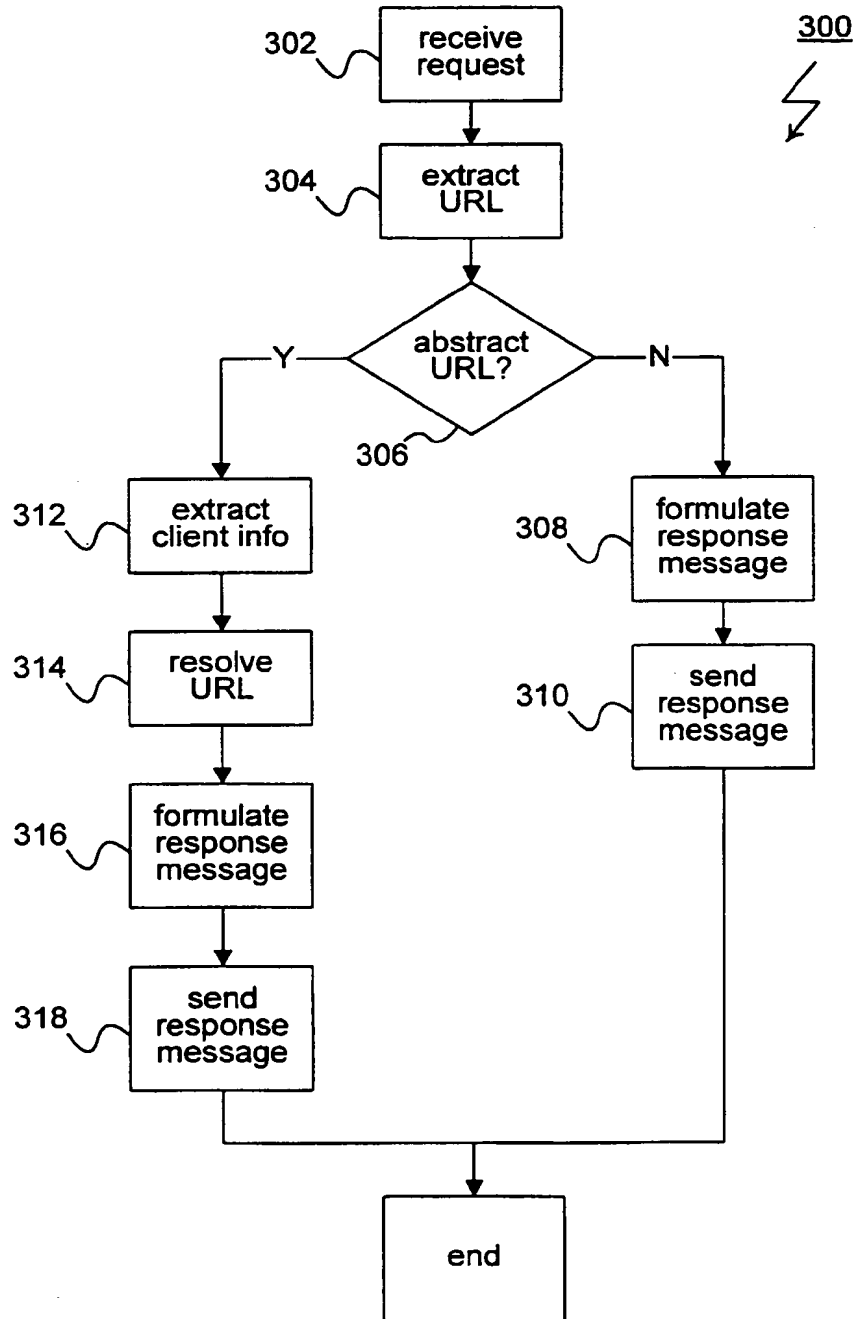 300
302
receive
request
304
extract
URL
abstract
URL?
Y
N
306
312
extract
client info
308
formulate
response
message
314
resolve
URL
310
send
response
message
316
formulate
response
message
318
send
response
message
end